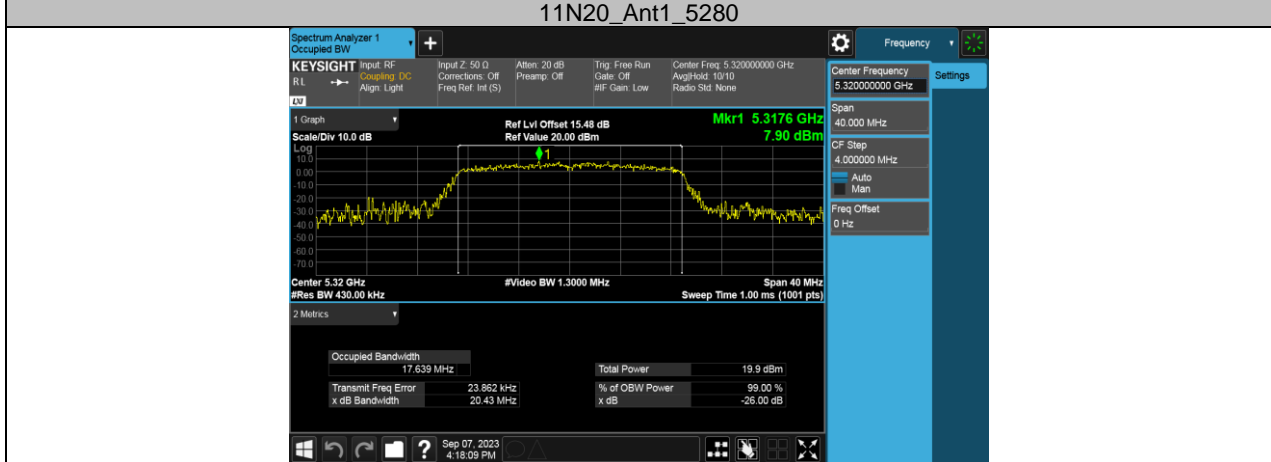 11N20_Ant1_5280
Spectrum Analyzer 1
Occupied BW
+
Frequency
KEYSIGHT
RL
LXI
Input: RF
Coupling: DC
Align: Light
Input Z: 50 Ω
Corrections: Off
Freq Ref: Int (S)
Atten: 20 dB
Preamp: Off
Trig: Free Run
Gate: Off
#IF Gain: Low
Center Freq: 5.320000000 GHz
Avg|Hold: 10/10
Radio Std: None
Center Frequency
5.320000000 GHz
Settings
Span
40.000 MHz
CF Step
4.000000 MHz
Auto
Man
Freq Offset
0 Hz
1 Graph
Scale/Div 10.0 dB
Ref Lvl Offset 15.48 dB
Ref Value 20.00 dBm
Mkr1 5.3176 GHz
7.90 dBm
Log
10.0
0.00
-10.0
-20.0
-30.0
-40.0
-50.0
-60.0
-70.0
1
Center 5.32 GHz
#Video BW 1.3000 MHz
Span 40 MHz
#Res BW 430.00 kHz
Sweep Time 1.00 ms (1001 pts)
2 Metrics
Occupied Bandwidth
17.639 MHz
Total Power 19.9 dBm
Transmit Freq Error 23.862 kHz
% of OBW Power 99.00 %
x dB Bandwidth 20.43 MHz
x dB -26.00 dB
?
Sep 07, 2023
4:18:09 PM